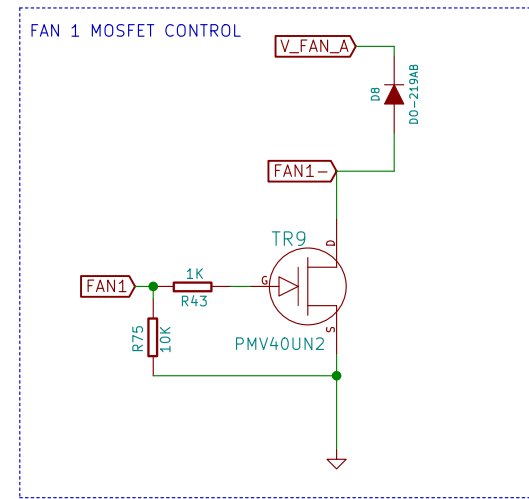 FAN 1 MOSFET CONTROL
V_FAN_A
D8
DO-219AB
FAN1-
TR9
D
1K
G
FAN1
R43
S
R75
10K
PMV40UN2